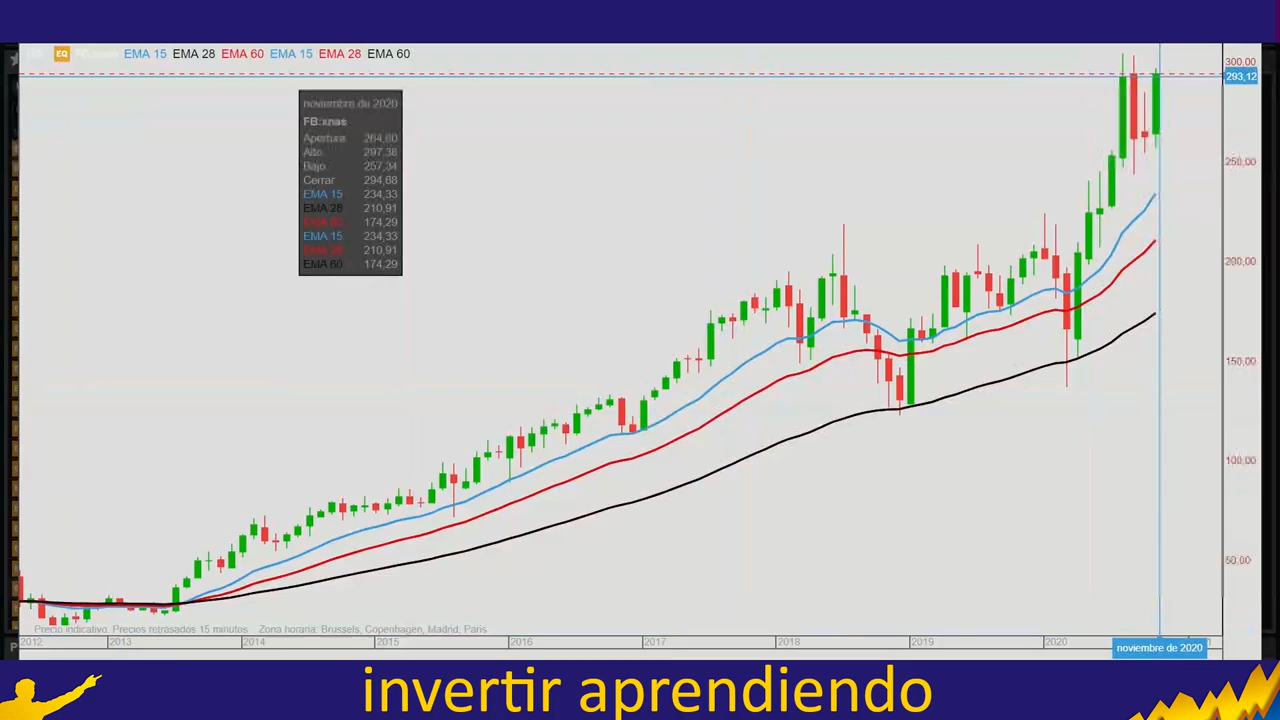 EQ EMA 15 EMA 28 EMA 60 EMA 15 EMA 28 EMA 60
noviembre de 2020
FB:xnas
Apertura 264,60
Alto 297,38
Bajo 257,34
Cerrar 294,68
EMA 15 234,33
EMA 28 210,91
EMA 60 174,29
EMA 15 234,33
EMA 28 210,91
EMA 60 174,29
300,00
293,12
250,00
200,00
150,00
100,00
50,00
Precio indicativo. Precios retrasados 15 minutos Zona horaria: Brussels, Copenhagen, Madrid, Paris
2012 2013 2014 2015 2016 2017 2018 2019 2020 noviembre de 2020
invertir aprendiendo